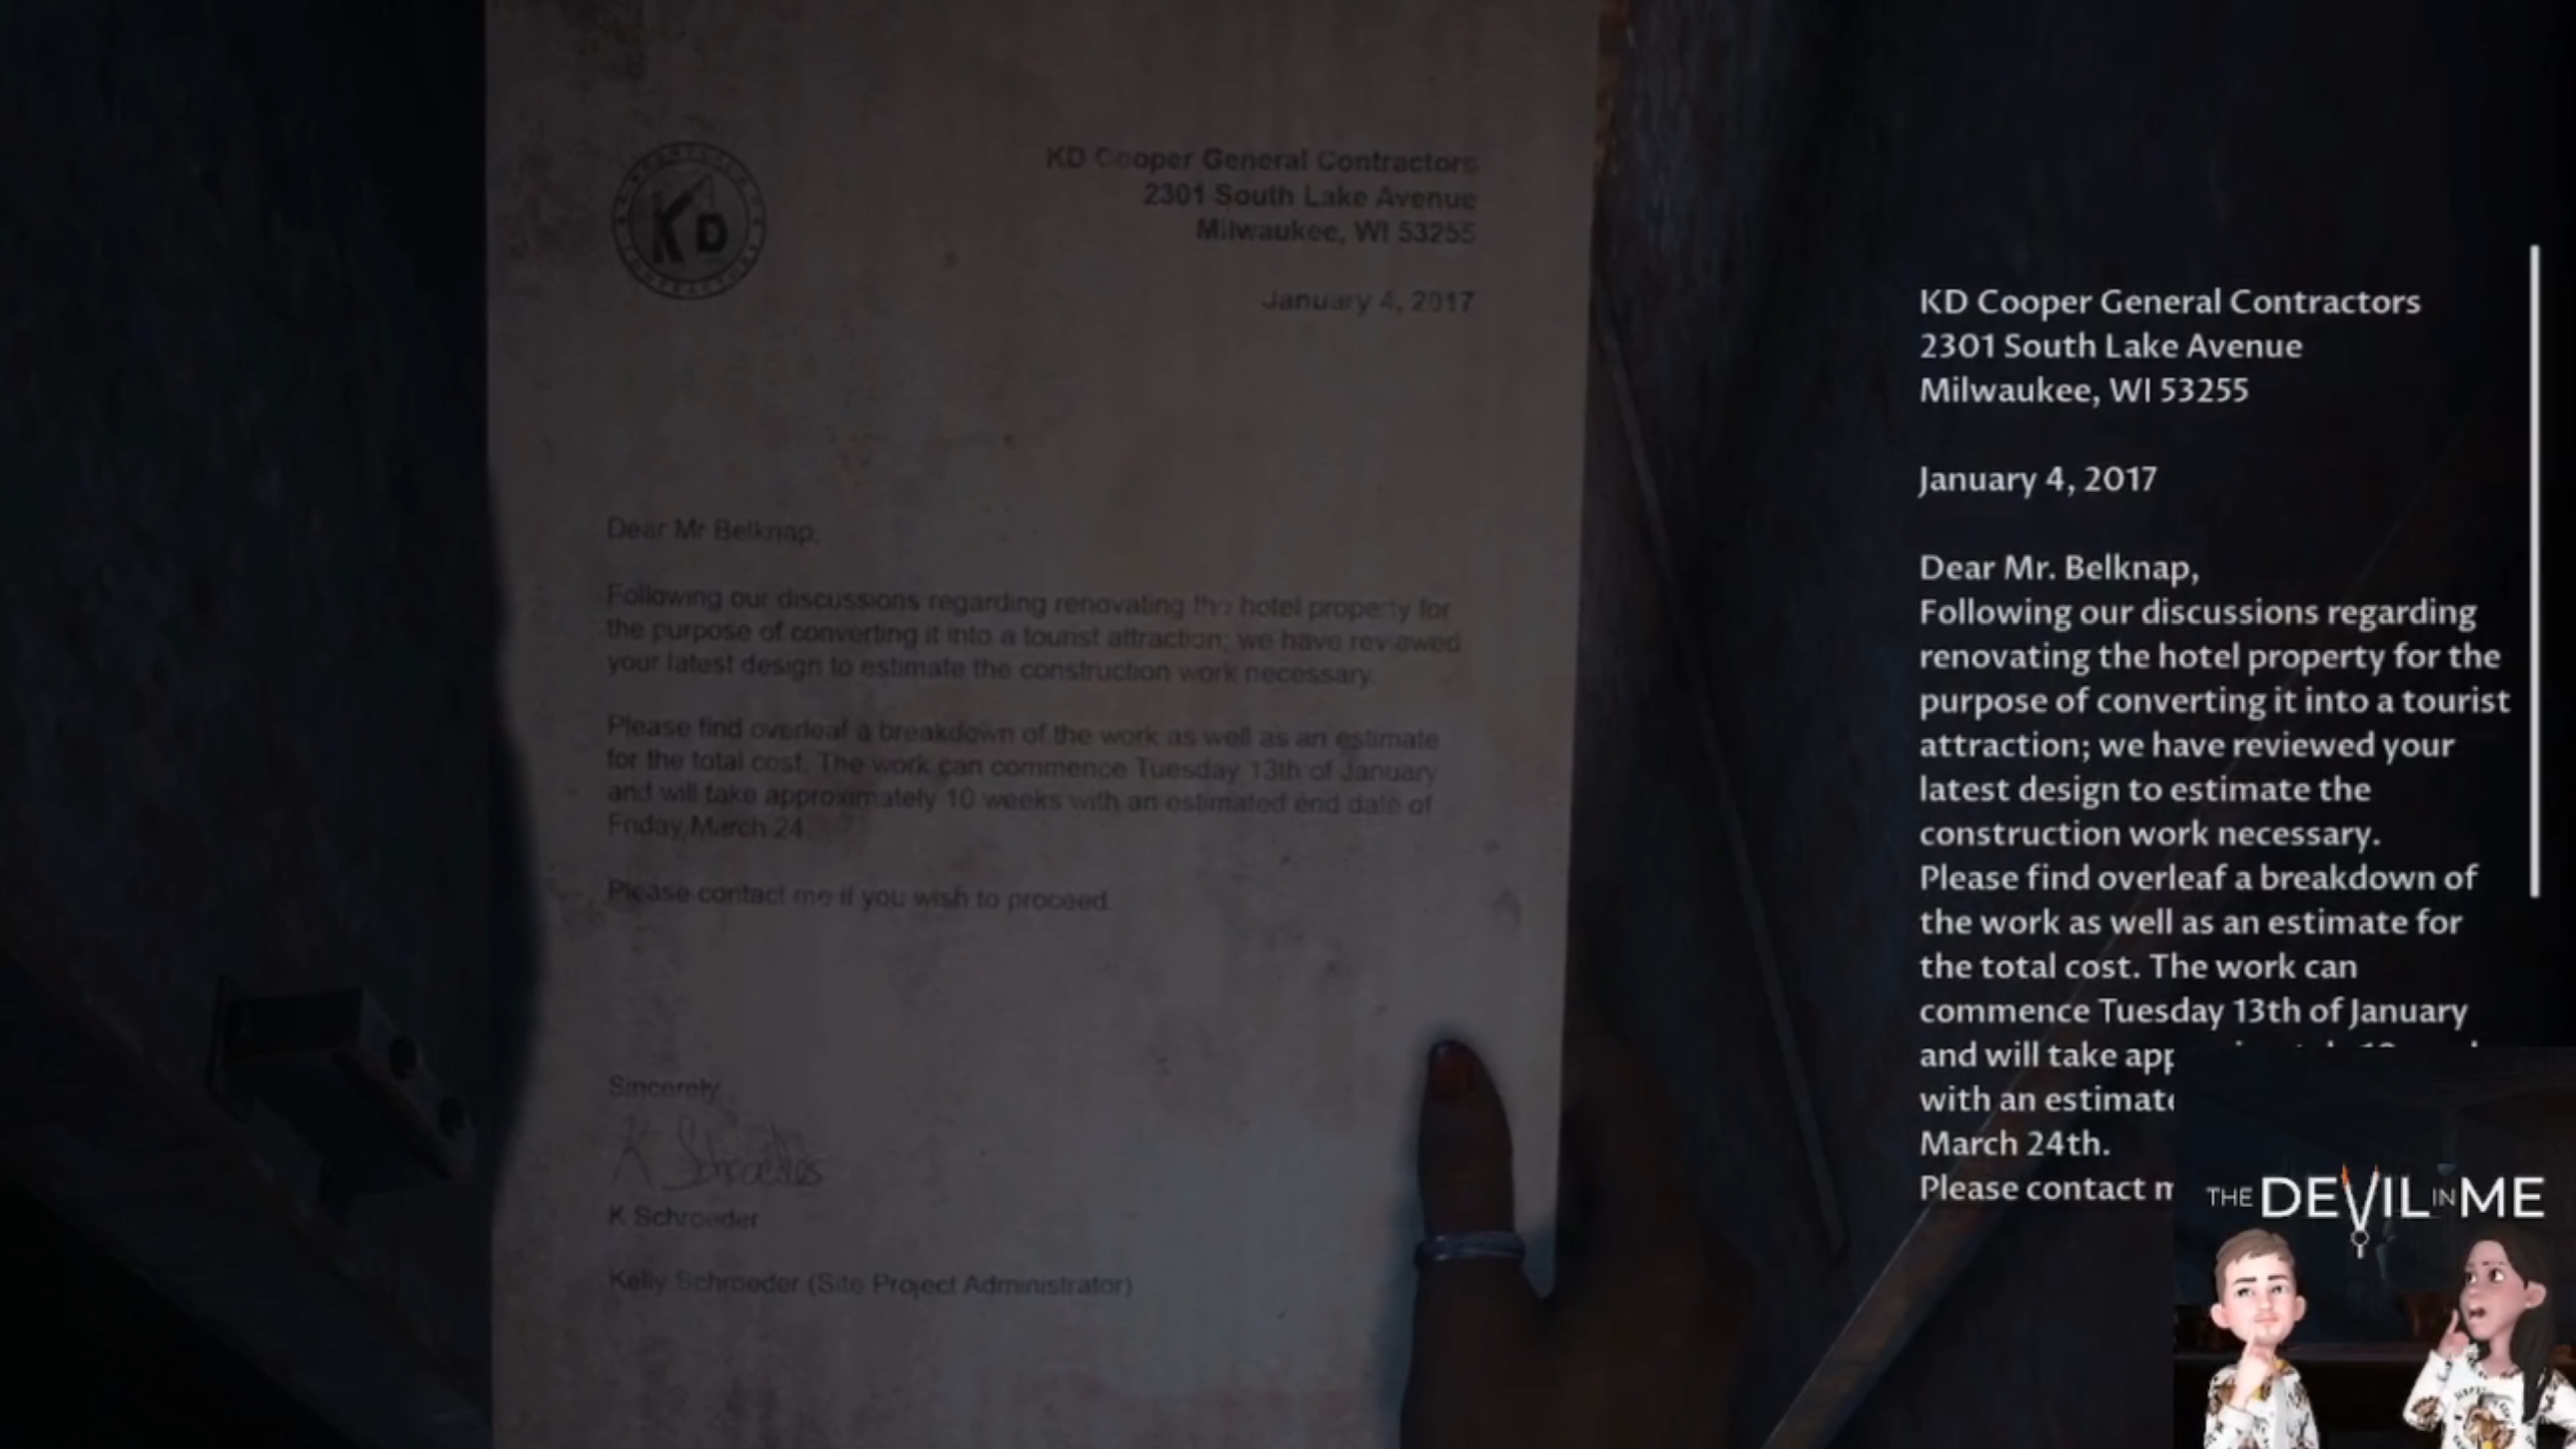 KD
KD Cooper General Contractors
2301 South Lake Avenue
Milwaukee, WI 53255
January 4, 2017
Dear Mr Belknap,
Following our discussions regarding renovating the hotel property for
the purpose of converting it into a tourist attraction; we have reviewed
your latest design to estimate the construction work necessary.
Please find overleaf a breakdown of the work as well as an estimate
for the total cost. The work can commence Tuesday 13th of January
and will take approximately 10 weeks with an estimated end date of
Friday March 24.
Please contact me if you wish to proceed.
Sincerely,
K Schroeder
K Schroeder
Kelly Schroeder (Site Project Administrator)
KD Cooper General Contractors
2301 South Lake Avenue
Milwaukee, WI 53255
January 4, 2017
Dear Mr. Belknap,
Following our discussions regarding
renovating the hotel property for the
purpose of converting it into a tourist
attraction; we have reviewed your
latest design to estimate the
construction work necessary.
Please find overleaf a breakdown of
the work as well as an estimate for
the total cost. The work can
commence Tuesday 13th of January
and will take
with an
March 24th.
Please contact
THE DEVIL IN ME